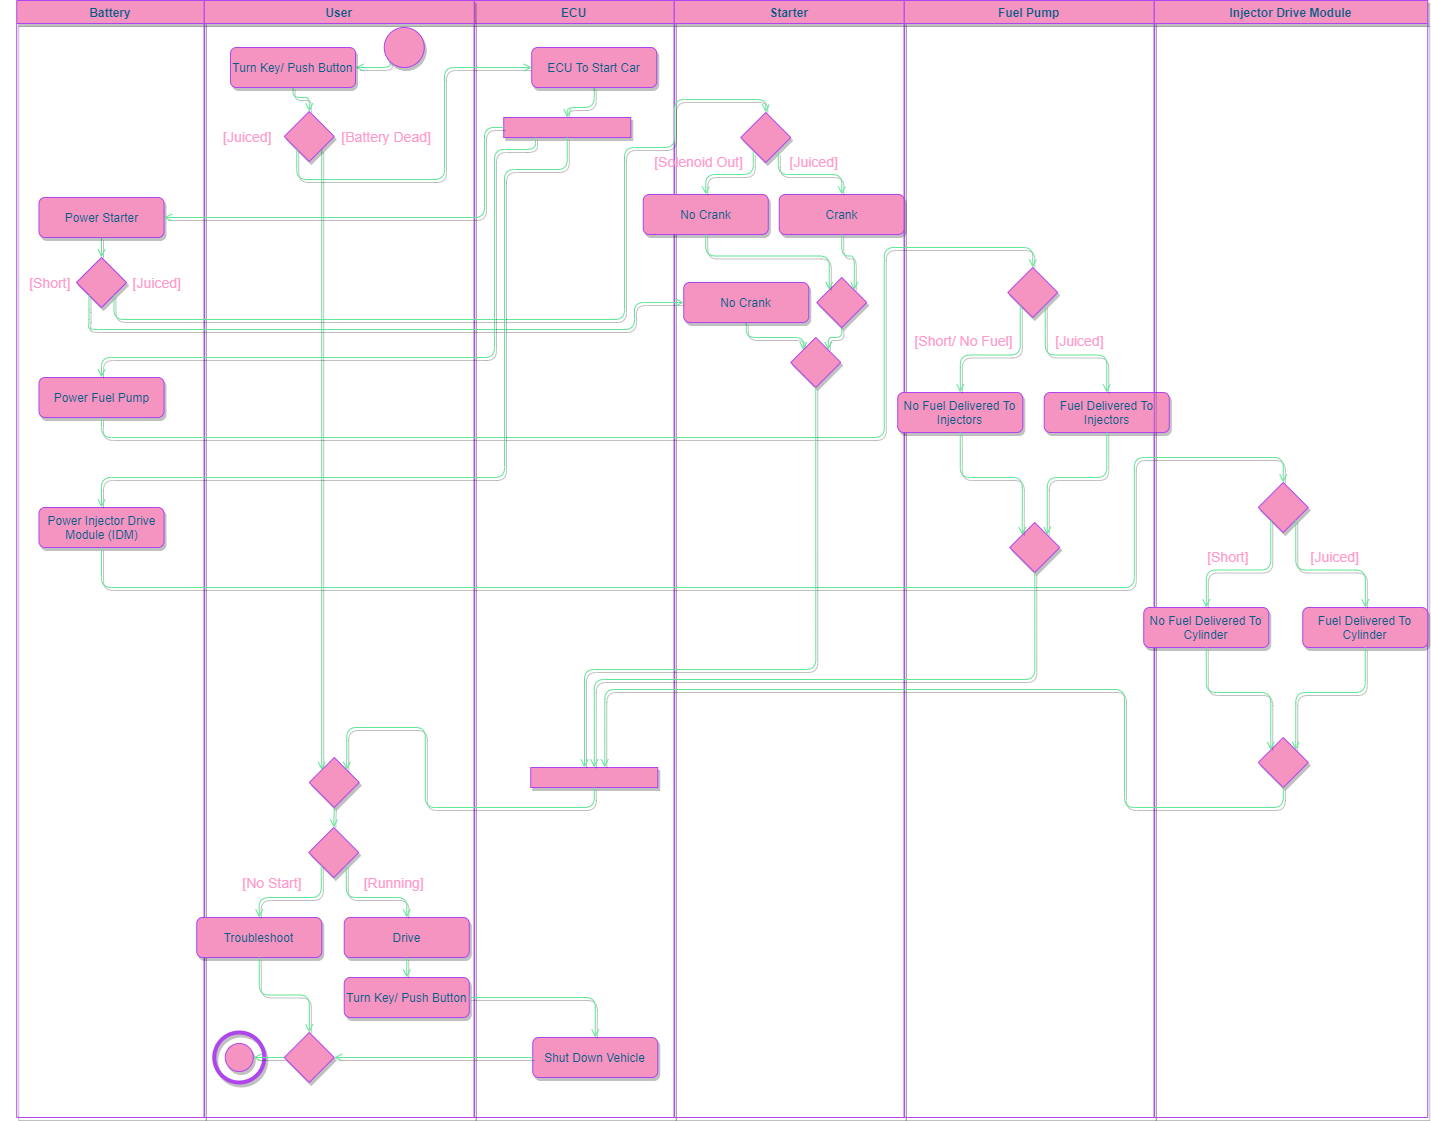 Battery
User
ECU
Starter
Fuel Pump
Injector Drive Module
Turn Key/ Push Button
ECU To Start Car
[Juiced]
[Battery Dead]
[Solenoid Out]
[Juiced]
Power Starter
No Crank
Crank
[Short]
[Juiced]
No Crank
[Short/ No Fuel]
[Juiced]
Power Fuel Pump
No Fuel Delivered To
Injectors
Fuel Delivered To
Injectors
Power Injector Drive
Module (IDM)
[Short]
[Juiced]
No Fuel Delivered To
Cylinder
Fuel Delivered To
Cylinder
[No Start]
[Running]
Troubleshoot
Drive
Turn Key/ Push Button
Shut Down Vehicle